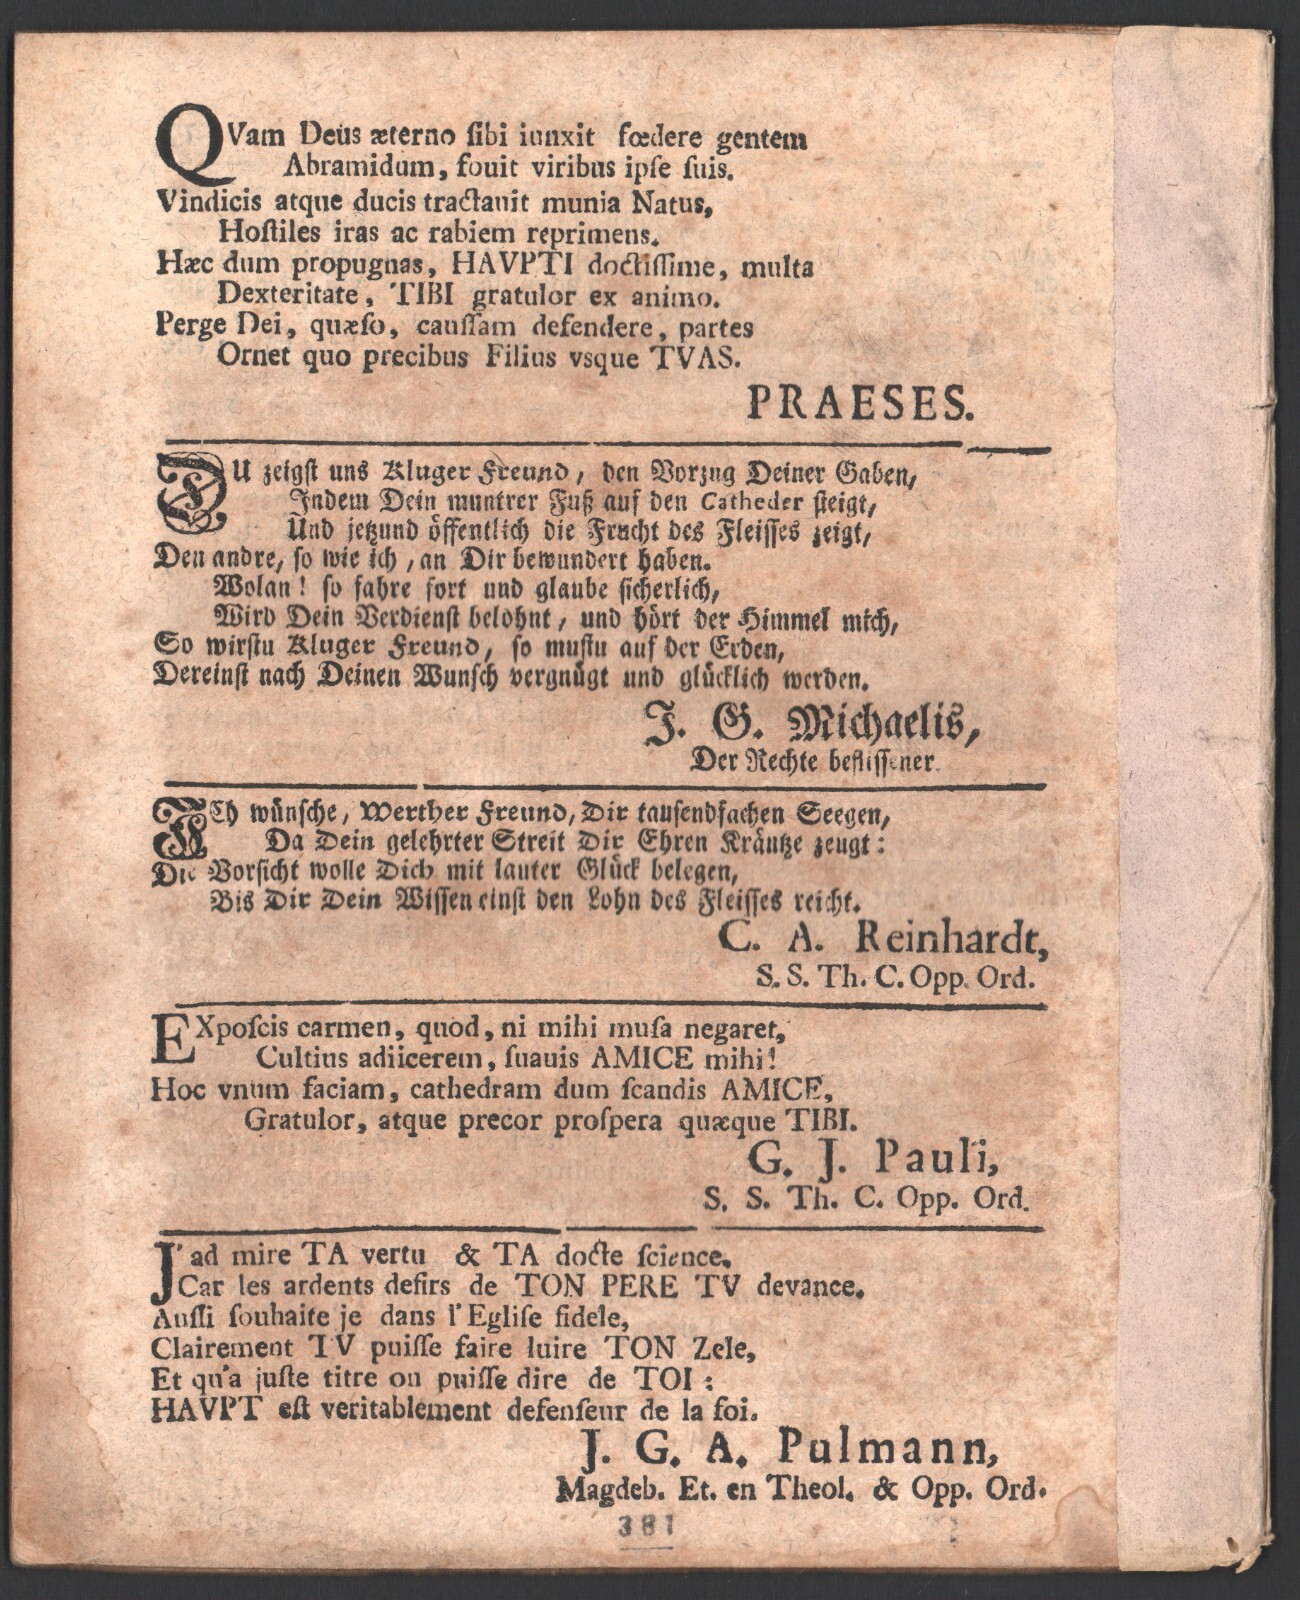 QVam Deus æterno ſibi iunxit fœdere gentem
Abramidum, fouit viribus ipſe ſuis.
Vindicis atque ducis tractauit munia Natus,
Hoſtiles iras ac rabiem reprimens.
Hæc dum propugnas, HAVPTI doctiſſime, multa
Dexteritate, TIBI gratulor ex animo.
Perge Dei, quæſo, cauſſam defendere, partes
Ornet quo precibus Filius vsque TVAS.
PRAESES.
DU zeigſt uns Kluger Freund, den Vorzug Deiner Gaben,
Indem Dein muntrer Fuß auf den Catheder ſteigt,
Und jetzund öffentlich die Frucht des Fleiſſes zeigt,
Den andre, ſo wie ich, an Dir bewundert haben.
Wolan! ſo fahre fort und glaube ſicherlich,
Wird Dein Verdienſt belohnt, und hört der Himmel mich,
So wirſtu Kluger Freund, ſo muſtu auf der Erden,
Dereinſt nach Deinen Wunſch vergnügt und glücklich werden.
J. G. Michaelis,
Der Rechte befliſſener.
ICh wünſche, Werther Freund, Dir tauſendfachen Seegen,
Da Dein gelehrter Streit Dir Ehren Kräntze zeugt:
Die Vorſicht wolle Dich mit lauter Glück belegen,
Bis Dir Dein Wiſſen einſt den Lohn des Fleiſſes reicht.
C. A. Reinhardt,
S. S. Th. C. Opp. Ord.
EXpoſcis carmen, quod, ni mihi muſa negaret,
Cultius adiicerem, ſuauis AMICE mihi!
Hoc vnum faciam, cathedram dum ſcandis AMICE,
Gratulor, atque precor proſpera quæque TIBI.
G. J. Pauli,
S. S. Th. C. Opp. Ord.
J'ad mire TA vertu & TA docte ſcience.
Car les ardents deſirs de TON PERE TV devance.
Auſſi ſouhaite je dans l'Egliſe fidele,
Clairement TV puiſſe faire luire TON Zele,
Et qu'a juſte titre on puiſſe dire de TOI:
HAVPT eſt veritablement defenſeur de la foi.
J. G. A. Pulmann,
Magdeb. Et. en Theol. & Opp. Ord.
381